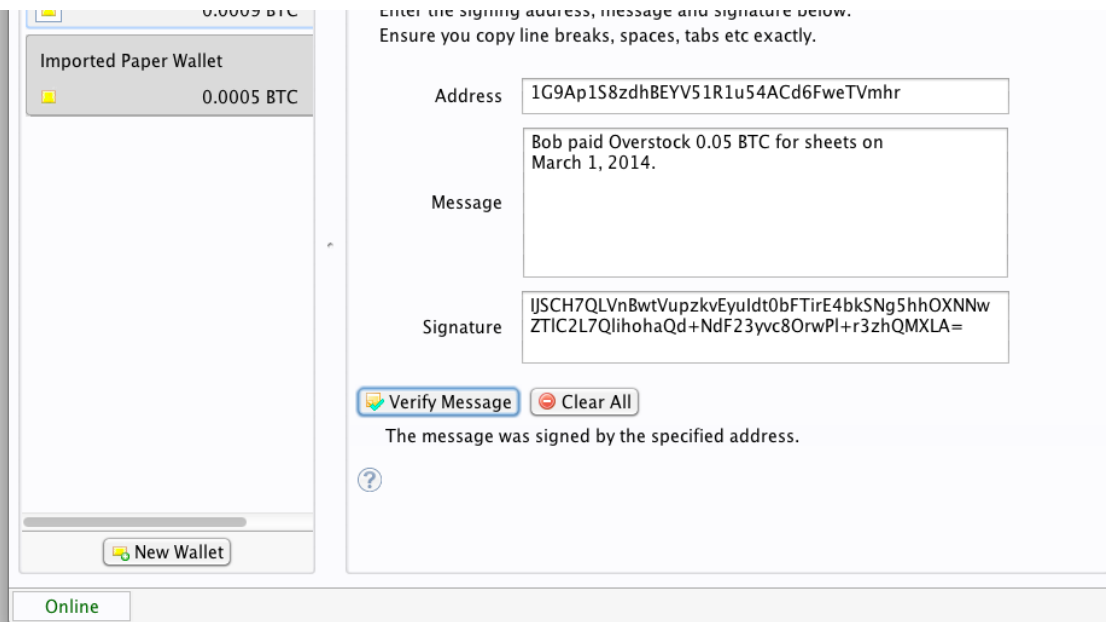 0.0009 BTC
Imported Paper Wallet
0.0005 BTC
New Wallet
Online
Enter the signing address, message and signature below.
Ensure you copy line breaks, spaces, tabs etc exactly.
Address
1G9Ap1S8zdhBEYV51R1u54ACd6FweTVmhr
Message
Bob paid Overstock 0.05 BTC for sheets on
March 1, 2014.
Signature
IJSCH7QLVnBwtVupzkvEyuIdt0bFTirE4bkSNg5hhOXNNw
ZTlC2L7QlihohaQd+NdF23yvc8OrwPl+r3zhQMXLA=
Verify Message
Clear All
The message was signed by the specified address.
?